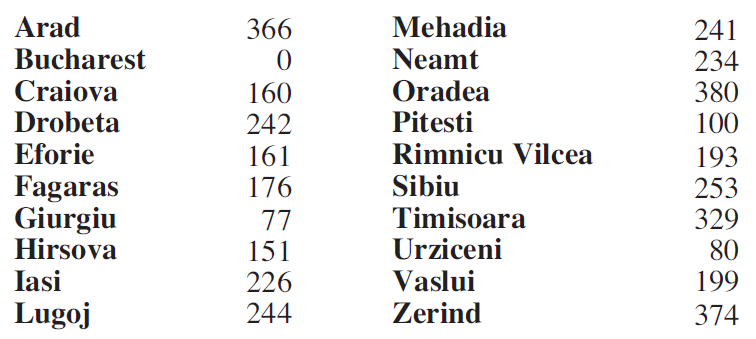 Arad 366 Mehadia 241
Bucharest 0 Neamt 234
Craiova 160 Oradea 380
Drobeta 242 Pitesti 100
Eforie 161 Rimnicu Vilcea 193
Fagaras 176 Sibiu 253
Giurgiu 77 Timisoara 329
Hirsova 151 Urziceni 80
Iasi 226 Vaslui 199
Lugoj 244 Zerind 374